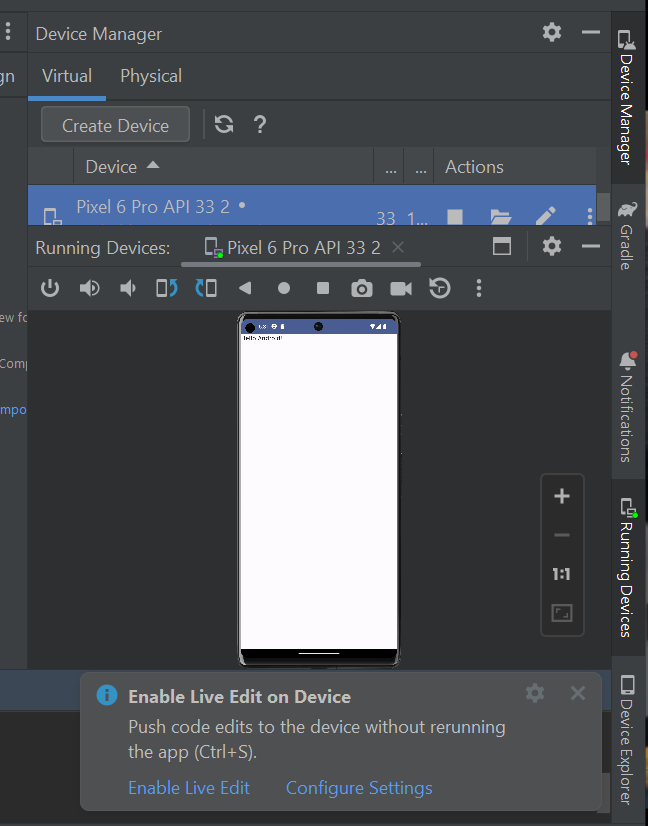 Device Manager
gn
Virtual
Physical
Create Device
?
Device
...
...
Actions
Pixel 6 Pro API 33 2
33
1...
Running Devices:
Pixel 6 Pro API 33 2
Hello Android!
ew fo
Comp
mpo
1:1
Enable Live Edit on Device
Push code edits to the device without rerunning
the app (Ctrl+S).
Enable Live Edit
Configure Settings
Device Manager
Gradle
Notifications
Running Devices
Device Explorer